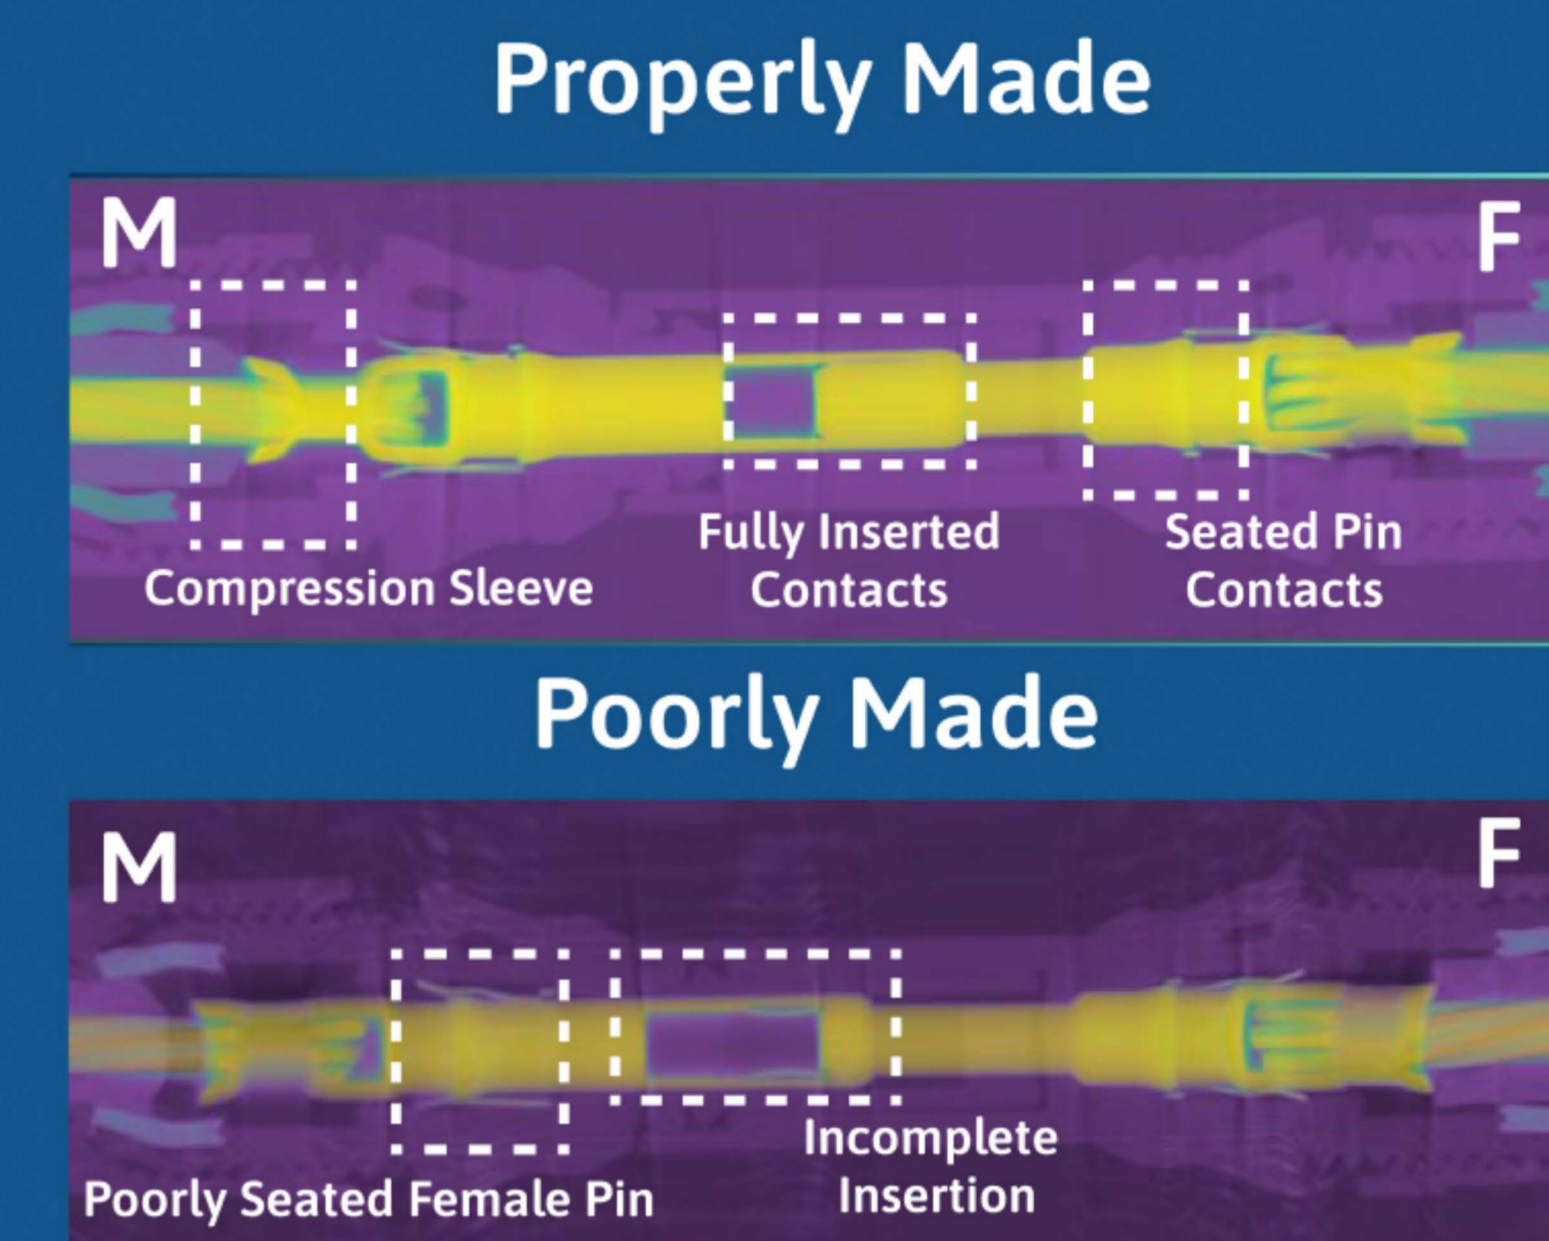 Properly Made
M
F
Compression Sleeve
Fully Inserted
Contacts
Seated Pin
Contacts
Poorly Made
M
F
Poorly Seated Female Pin
Incomplete
Insertion